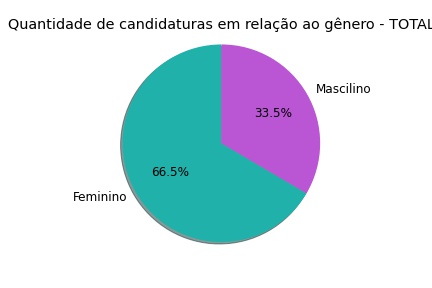 Quantidade de candidaturas em relação ao gênero - TOTAL
Mascilino
33.5%
66.5%
Feminino